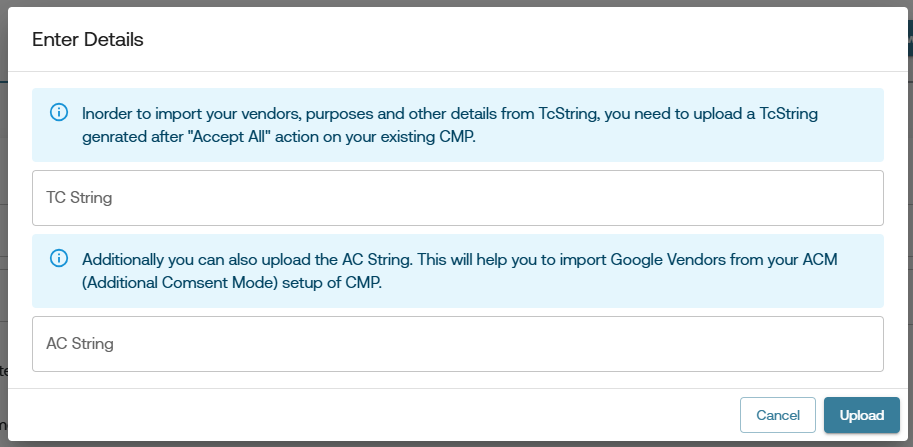 Enter Details
Inorder to import your vendors, purposes and other details from TcString, you need to upload a TcString
genrated after "Accept All" action on your existing CMP.
TC String
Additionally you can also upload the AC String. This will help you to import Google Vendors from your ACM
(Additional Comsent Mode) setup of CMP.
AC String
Cancel
Upload